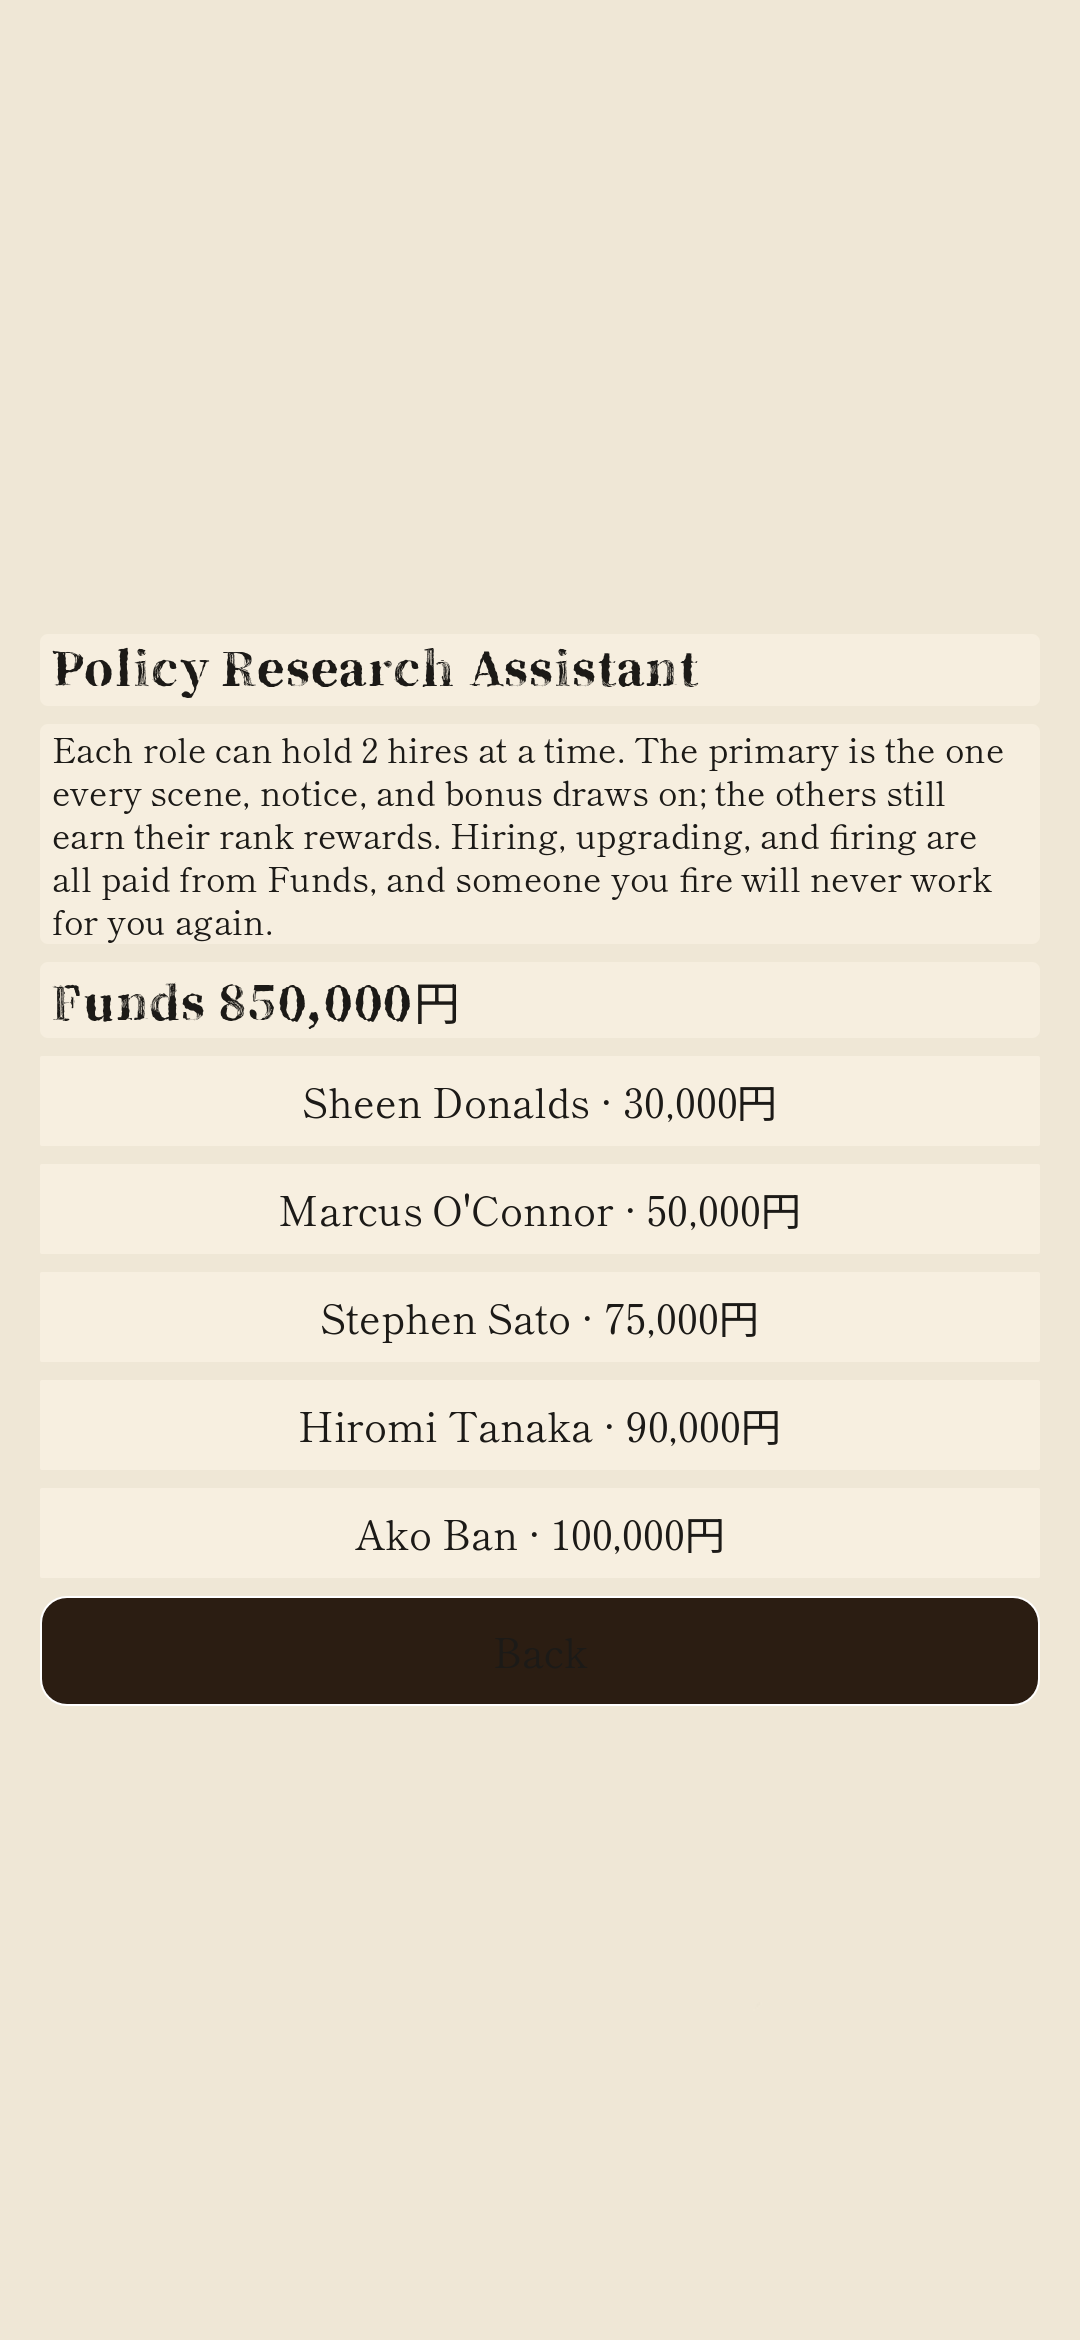 Policy Research Assistant
Each role can hold 2 hires at a time. The primary is the one
every scene, notice, and bonus draws on; the others still
earn their rank rewards. Hiring, upgrading, and firing are
all paid from Funds, and someone you fire will never work
for you again.
Funds 850,000円
Sheen Donalds · 30,000円
Marcus O'Connor · 50,000円
Stephen Sato · 75,000円
Hiromi Tanaka · 90,000円
Ako Ban · 100,000円
Back